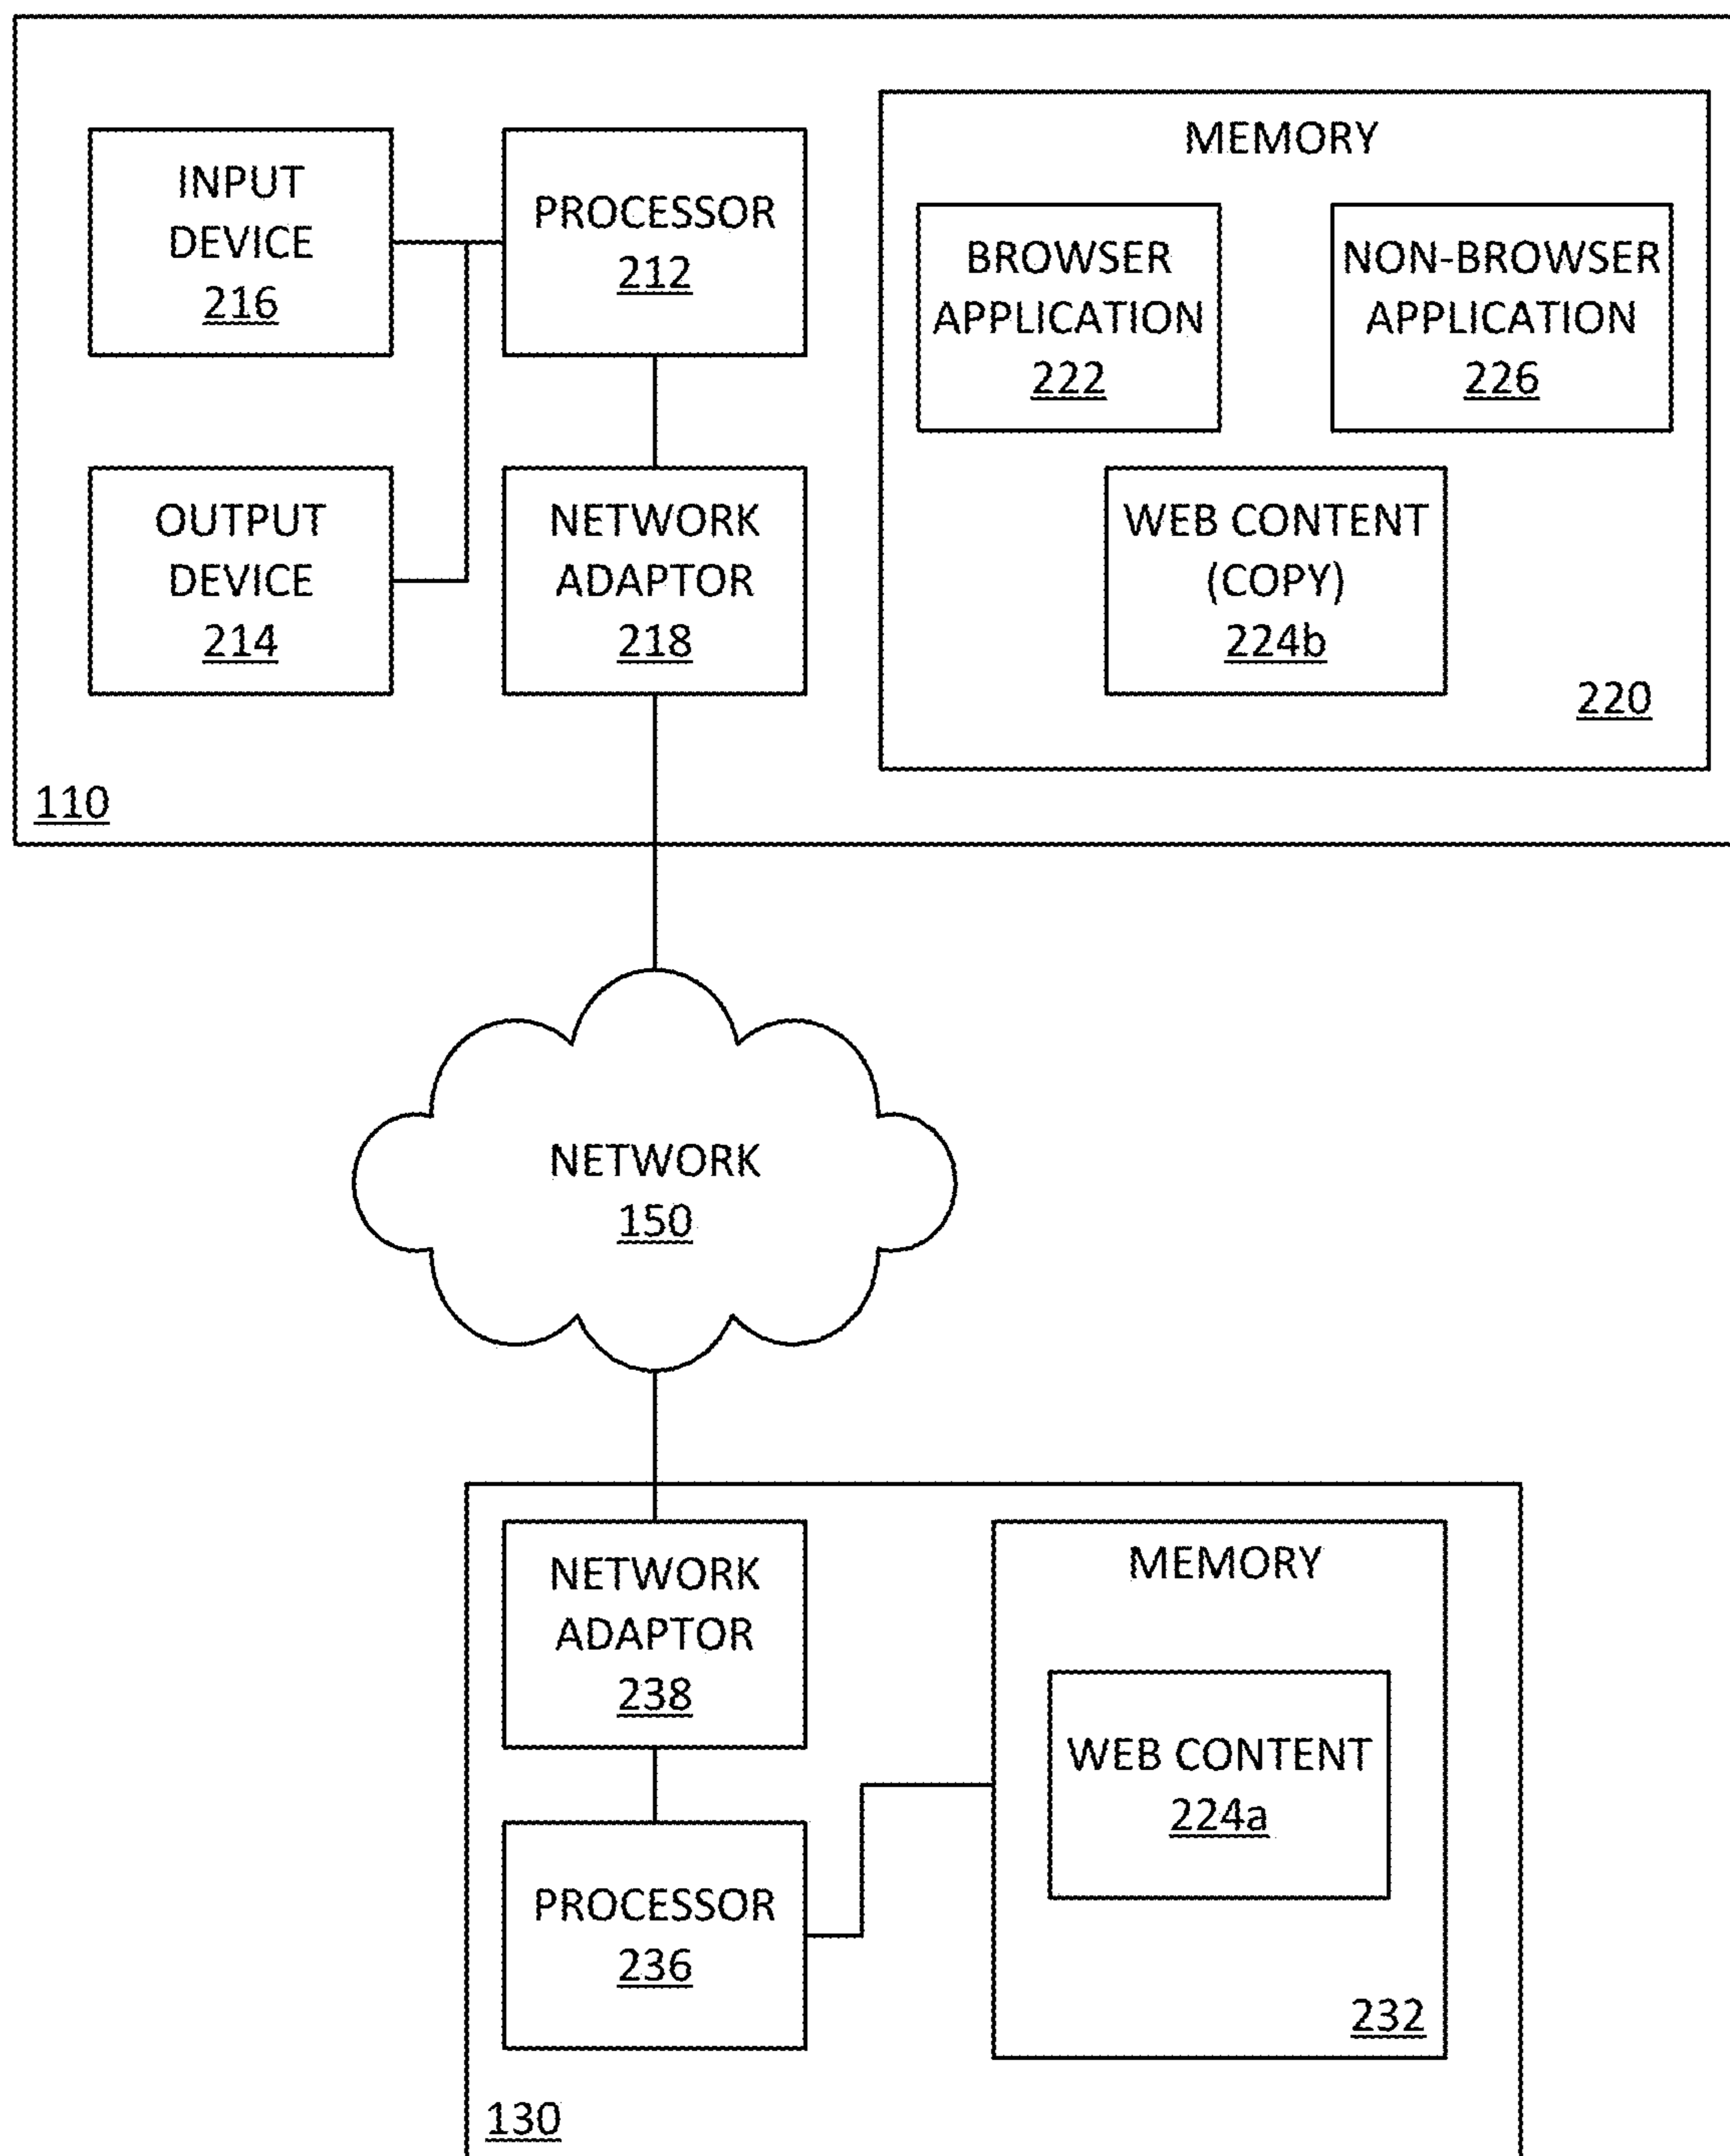 INPUT
DEVICE
216
PROCESSOR
212
OUTPUT
DEVICE
214
NETWORK
ADAPTOR
218
MEMORY
BROWSER
APPLICATION
222
NON-BROWSER
APPLICATION
226
WEB CONTENT
(COPY)
224b
220
110
NETWORK
150
NETWORK
ADAPTOR
238
PROCESSOR
236
MEMORY
WEB CONTENT
224a
232
130